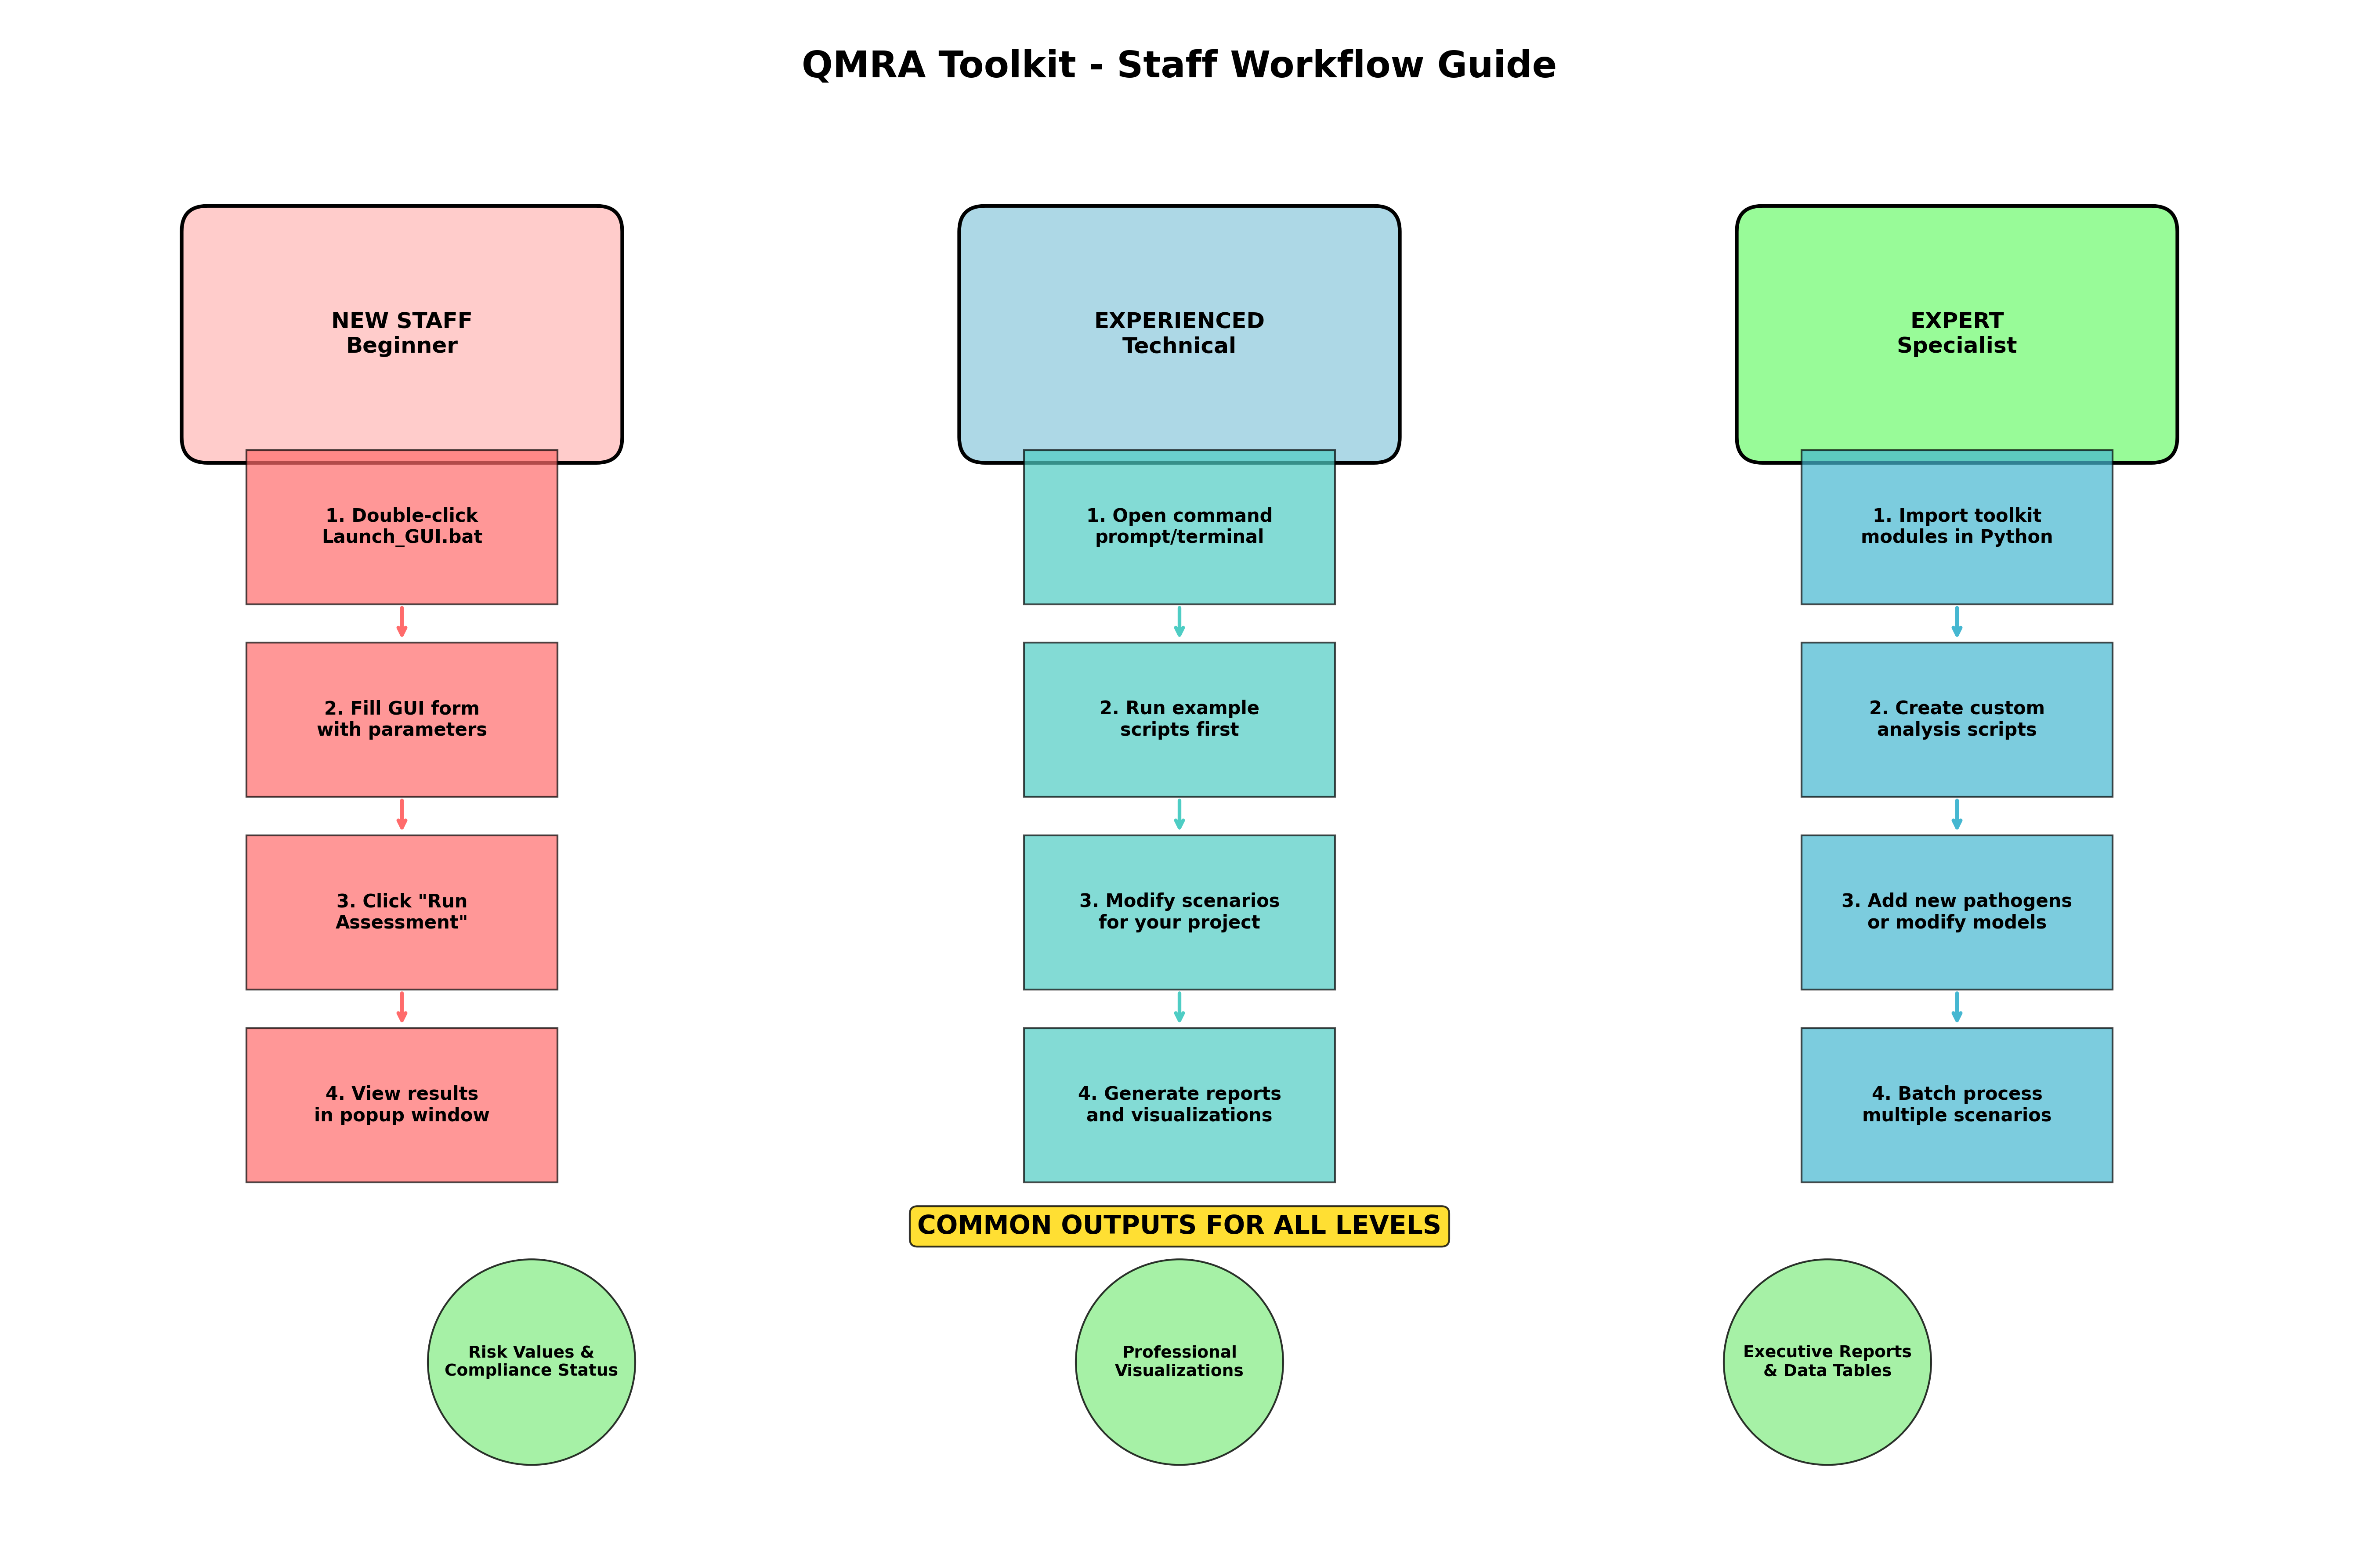 QMRA Toolkit - Staff Workflow Guide
NEW STAFF
Beginner
1. Double-click
Launch_GUI.bat
2. Fill GUI form
with parameters
3. Click "Run
Assessment"
4. View results
in popup window
EXPERIENCED
Technical
1. Open command
prompt/terminal
2. Run example
scripts first
3. Modify scenarios
for your project
4. Generate reports
and visualizations
EXPERT
Specialist
1. Import toolkit
modules in Python
2. Create custom
analysis scripts
3. Add new pathogens
or modify models
4. Batch process
multiple scenarios
COMMON OUTPUTS FOR ALL LEVELS
Risk Values &
Compliance Status
Professional
Visualizations
Executive Reports
& Data Tables